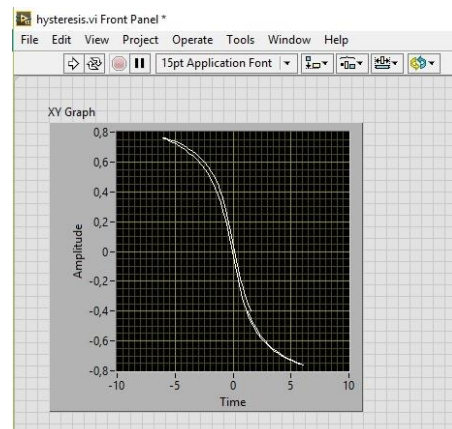 hysteresis.vi Front Panel *
File Edit View Project Operate Tools Window Help
15pt Application Font
XY Graph
0,8
0,6
0,4
0,2
0
-0,2
-0,4
-0,6
-0,8
Amplitude
-10 -5 0 5 10
Time